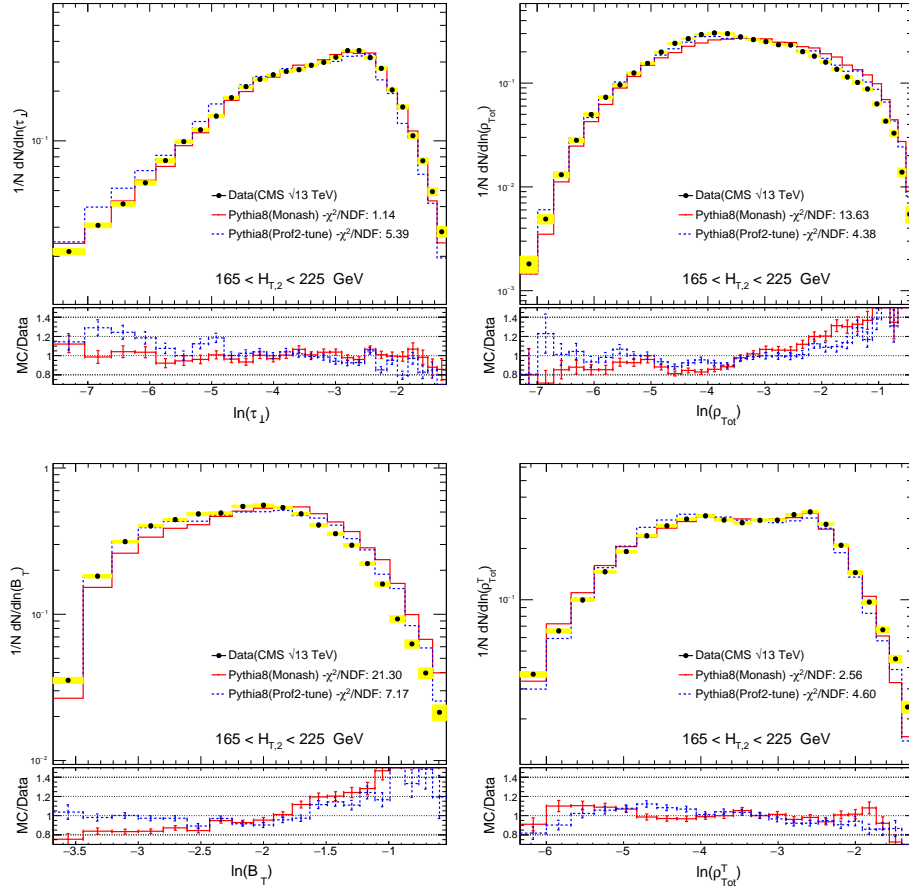 1/N dN/dln(τ⊥)
10⁻¹
Data(CMS √13 TeV)
Pythia8(Monash) -χ²/NDF: 1.14
Pythia8(Prof2-tune) -χ²/NDF: 5.39
165 < H_T,2 < 225 GeV
MC/Data
1.4
1.2
1
0.8
−7 −6 −5 −4 −3 −2
ln(τ⊥)
1/N dN/dln(ρ_Tot)
10⁻¹
10⁻²
10⁻³
Data(CMS √13 TeV)
Pythia8(Monash) -χ²/NDF: 13.63
Pythia8(Prof2-tune) -χ²/NDF: 4.38
165 < H_T,2 < 225 GeV
MC/Data
1.4
1.2
1
0.8
−7 −6 −5 −4 −3 −2 −1
ln(ρ_Tot)
1/N dN/dln(B_T)
1
10⁻¹
10⁻²
Data(CMS √13 TeV)
Pythia8(Monash) -χ²/NDF: 21.30
Pythia8(Prof2-tune) -χ²/NDF: 7.17
165 < H_T,2 < 225 GeV
MC/Data
1.4
1.2
1
0.8
−3.5 −3 −2.5 −2 −1.5 −1
ln(B_T)
1/N dN/dln(ρ^T_Tot)
10⁻¹
Data(CMS √13 TeV)
Pythia8(Monash) -χ²/NDF: 2.56
Pythia8(Prof2-tune) -χ²/NDF: 4.60
165 < H_T,2 < 225 GeV
MC/Data
1.4
1.2
1
0.8
−6 −5 −4 −3 −2
ln(ρ^T_Tot)